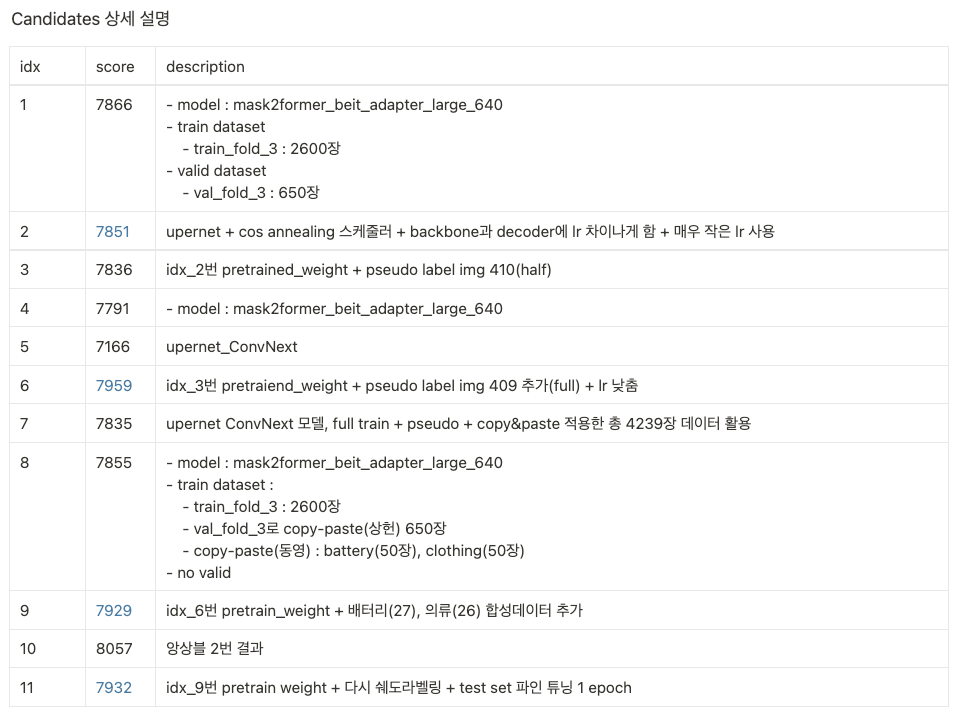 Candidates 상세 설명
idx score description
1 7866 - model : mask2former_beit_adapter_large_640
- train dataset
- train_fold_3 : 2600장
- valid dataset
- val_fold_3 : 650장
2 7851 upernet + cos annealing 스케줄러 + backbone과 decoder에 lr 차이나게 함 + 매우 작은 lr 사용
3 7836 idx_2번 pretrained_weight + pseudo label img 410(half)
4 7791 - model : mask2former_beit_adapter_large_640
5 7166 upernet_ConvNext
6 7959 idx_3번 pretraiend_weight + pseudo label img 409 추가(full) + lr 낮춤
7 7835 upernet ConvNext 모델, full train + pseudo + copy&paste 적용한 총 4239장 데이터 활용
8 7855 - model : mask2former_beit_adapter_large_640
- train dataset :
- train_fold_3 : 2600장
- val_fold_3로 copy-paste(상헌) 650장
- copy-paste(동영) : battery(50장), clothing(50장)
- no valid
9 7929 idx_6번 pretrain_weight + 배터리(27), 의류(26) 합성데이터 추가
10 8057 앙상블 2번 결과
11 7932 idx_9번 pretrain weight + 다시 쉐도라벨링 + test set 파인 튜닝 1 epoch